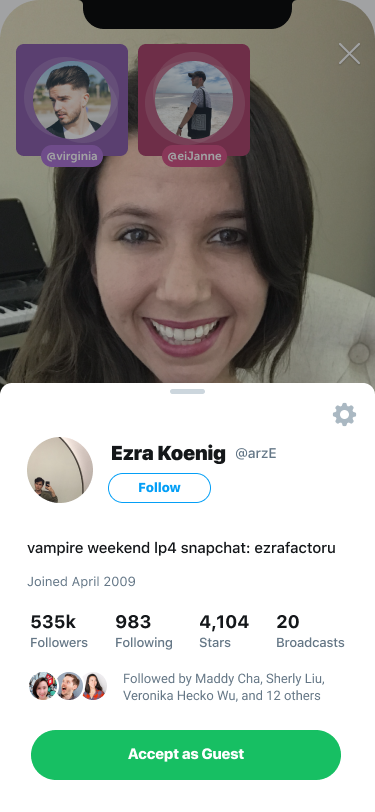 @virginia
@eiJanne
Ezra Koenig @arzE
Follow
vampire weekend lp4 snapchat: ezrafactoru
Joined April 2009
535k 983 4,104 20
Followers Following Stars Broadcasts
Followed by Maddy Cha, Sherly Liu,
Veronika Hecko Wu, and 12 others
Accept as Guest